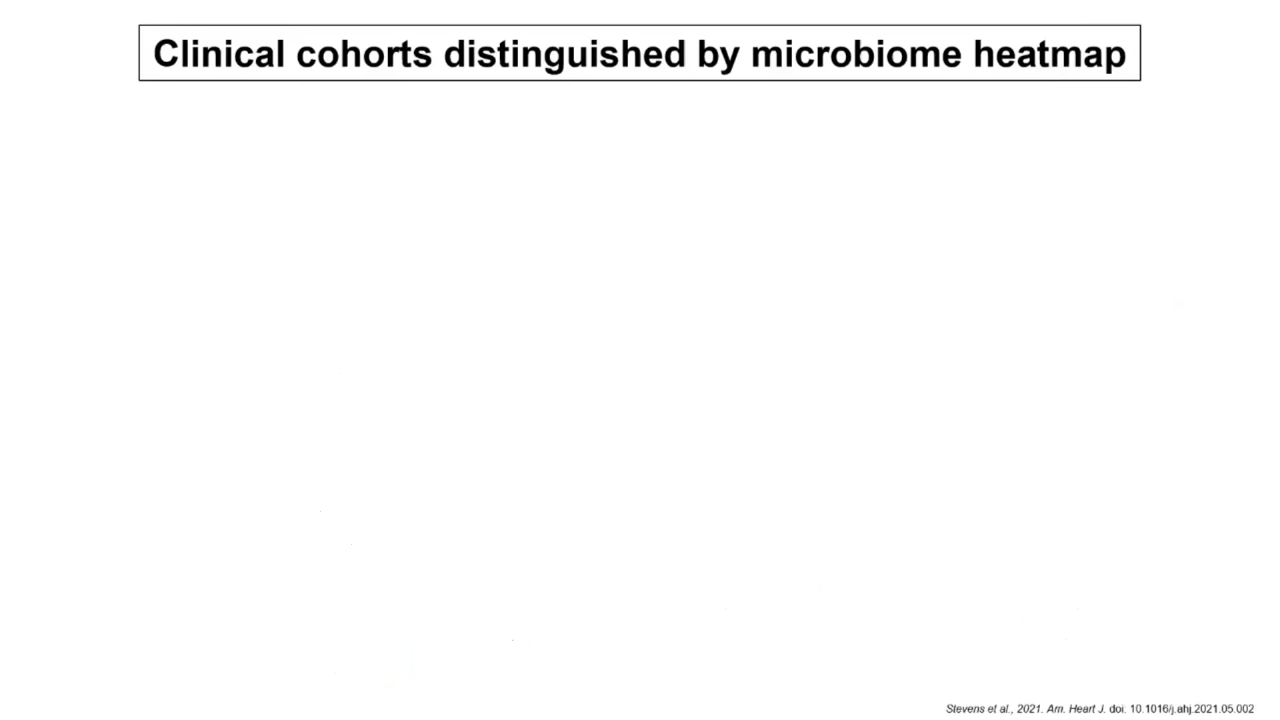 Clinical cohorts distinguished by microbiome heatmap
Stevens et al., 2021. Am. Heart J. doi: 10.1016/j.ahj.2021.05.002